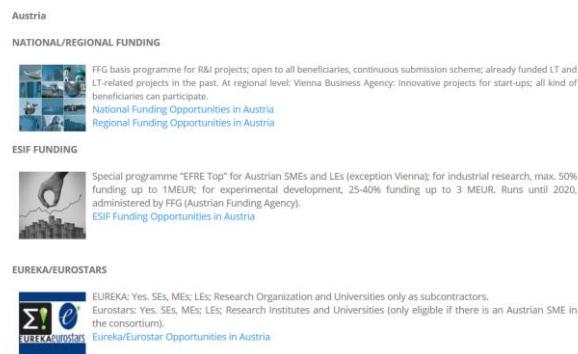 Austria
NATIONAL/REGIONAL FUNDING
FFG basis programme for R&I projects; open to all beneficiaries, continuous submission scheme; already funded LT and
LT-related projects in the past. At regional level: Vienna Business Agency: Innovative projects for start-ups; all kind of
beneficiaries can participate.
National Funding Opportunities in Austria
Regional Funding Opportunities in Austria
ESIF FUNDING
Special programme "EFRE Top" for Austrian SMEs and LEs (exception Vienna); for industrial research, max. 50%
funding up to 1MEUR; for experimental development, 25-40% funding up to 3 MEUR. Runs until 2020,
administered by FFG (Austrian Funding Agency).
ESIF Funding Opportunities in Austria
EUREKA/EUROSTARS
EUREKA: Yes. SEs, MEs; LEs; Research Organization and Universities only as subcontractors.
Eurostars: Yes. SEs, MEs; LEs; Research Institutes and Universities (only eligible if there is an Austrian SME in
the consortium).
Σ! e
EUREKA eurostars
Eureka/Eurostar Opportunities in Austria